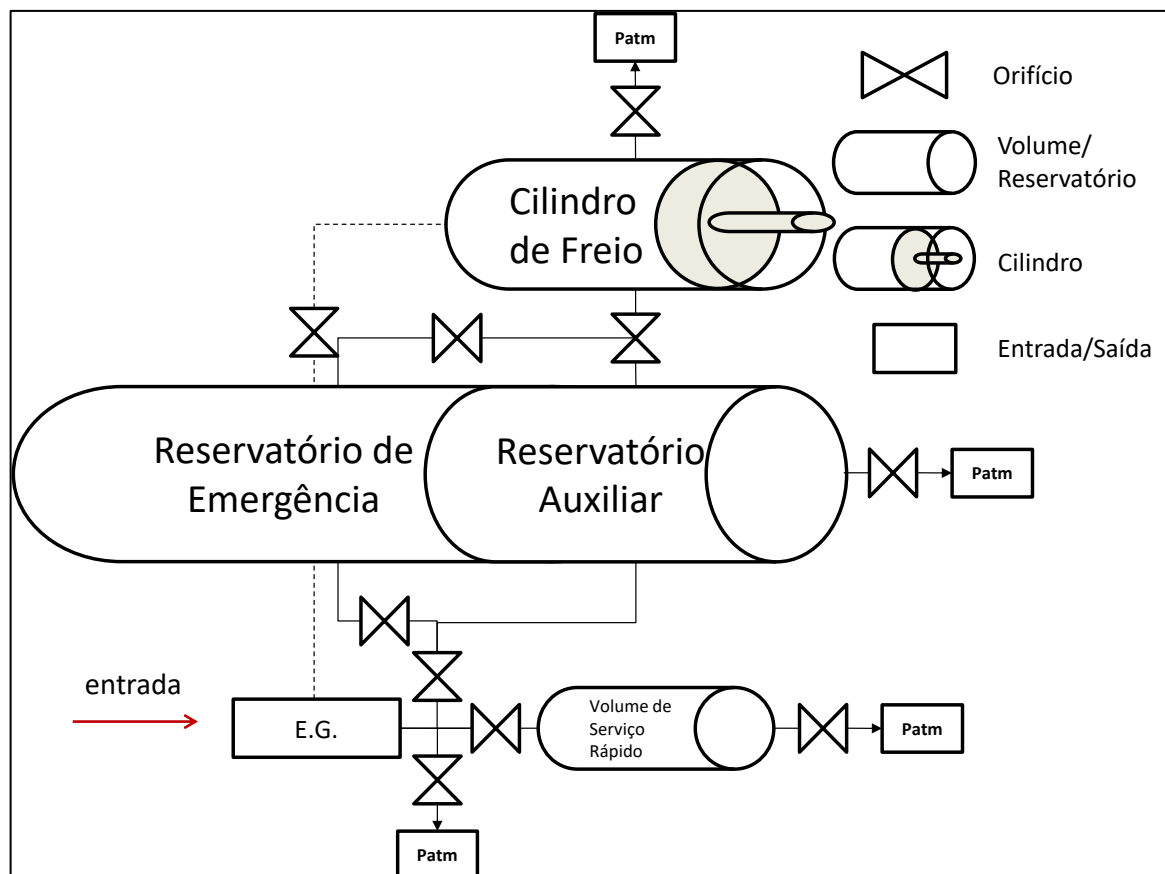 Patm
Orifício
Volume/
Reservatório
Cilindro
de Freio
Cilindro
Entrada/Saída
Reservatório de
Emergência
Reservatório
Auxiliar
Patm
entrada
E.G.
Volume de
Serviço
Rápido
Patm
Patm